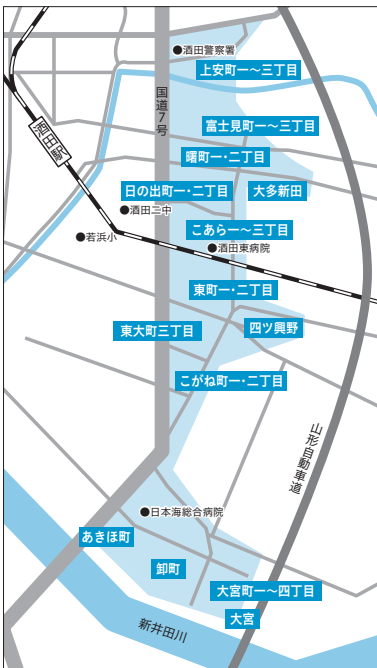 ●酒田警察署
上安町一〜三丁目
国道7号
富士見町一〜三丁目
酒田駅
曙町一・二丁目
日の出町一・二丁目
大多新田
●酒田二中
こあら一〜三丁目
●若浜小
●酒田東病院
東町一・二丁目
東大町三丁目
四ツ興野
こがね町一・二丁目
山形自動車道
●日本海総合病院
あきほ町
卸町
大宮町一〜四丁目
大宮
新井田川